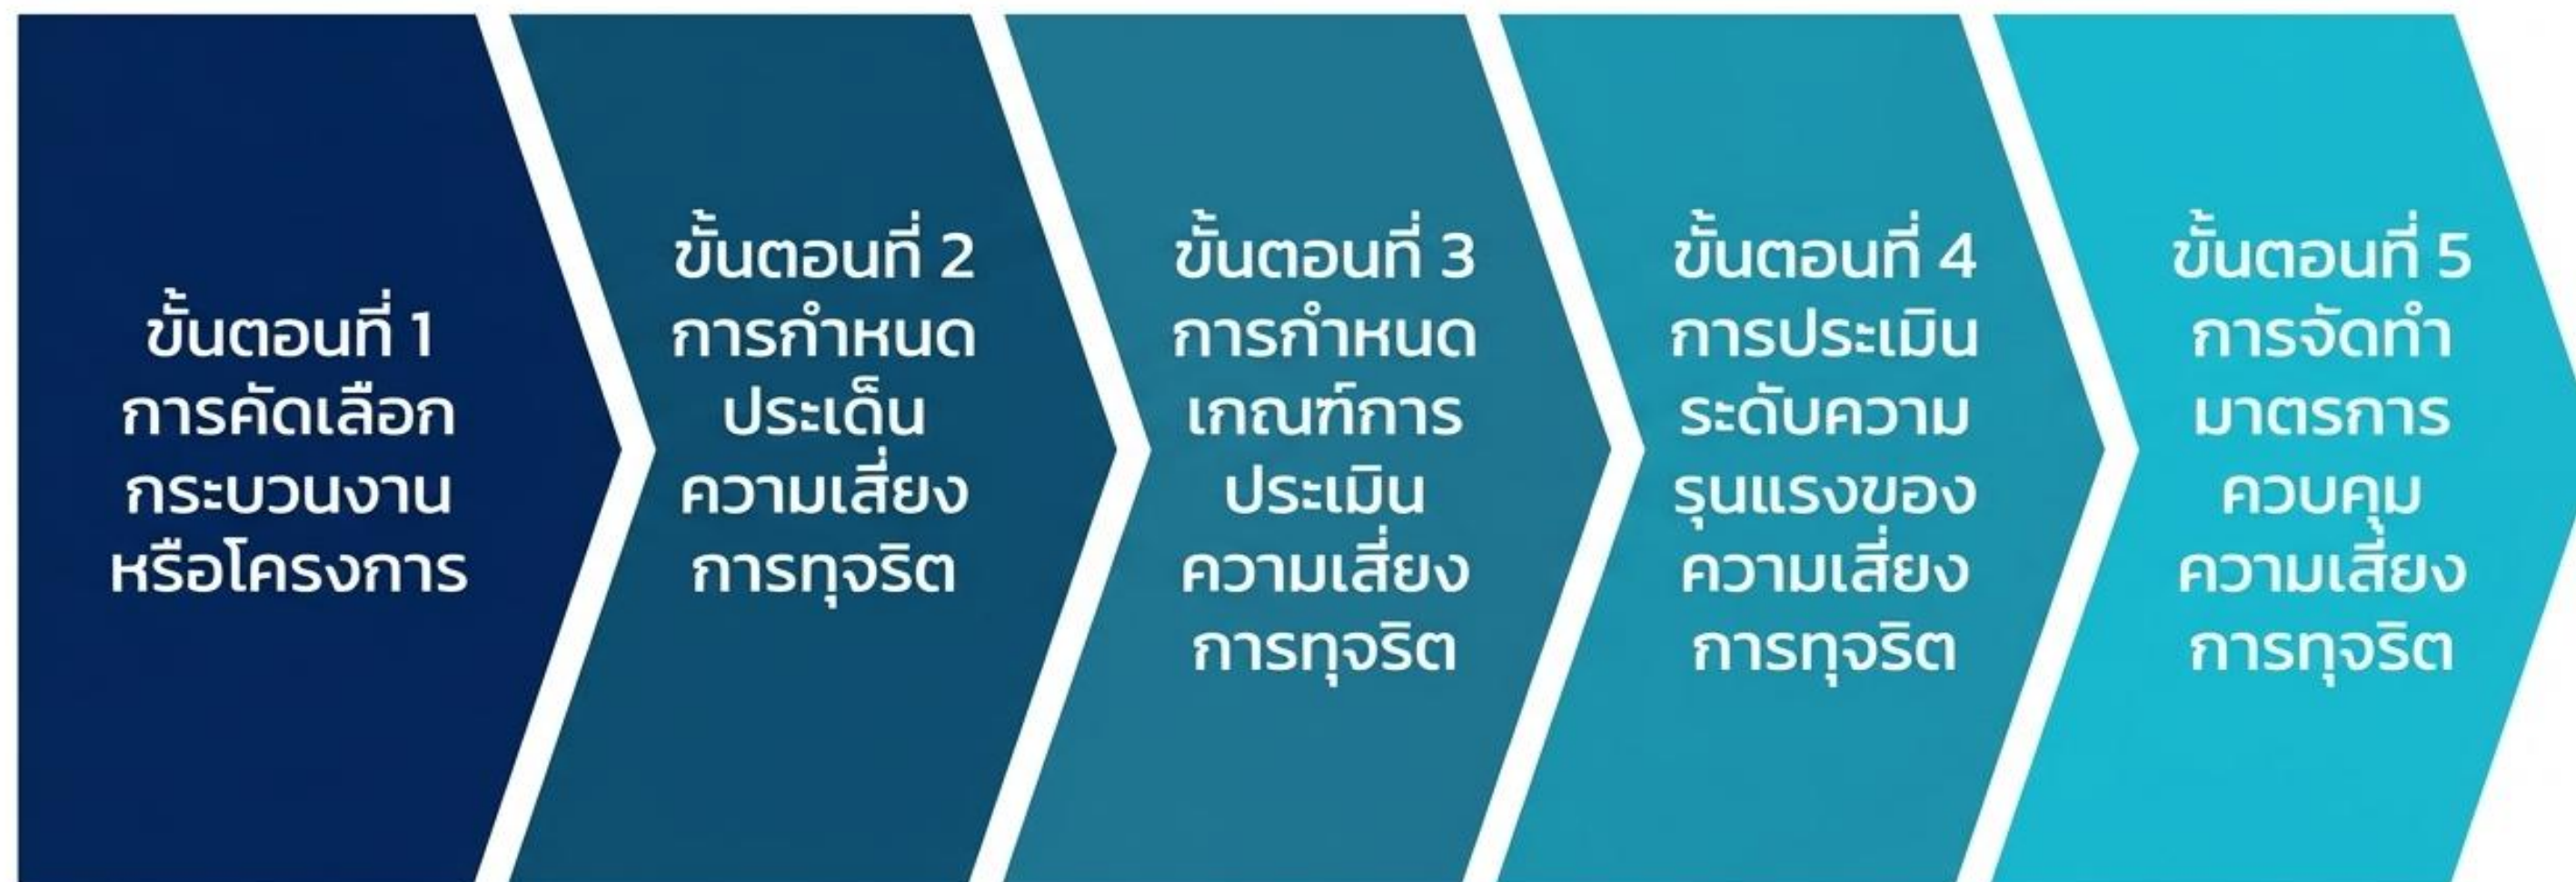 ขั้นตอนที่ 1
การคัดเลือก
กระบวนงาน
หรือโครงการ
ขั้นตอนที่ 2
การกำหนด
ประเด็น
ความเสี่ยง
การทุจริต
ขั้นตอนที่ 3
การกำหนด
เกณฑ์การ
ประเมิน
ความเสี่ยง
การทุจริต
ขั้นตอนที่ 4
การประเมิน
ระดับความ
รุนแรงของ
ความเสี่ยง
การทุจริต
ขั้นตอนที่ 5
การจัดทำ
มาตรการ
ควบคุม
ความเสี่ยง
การทุจริต